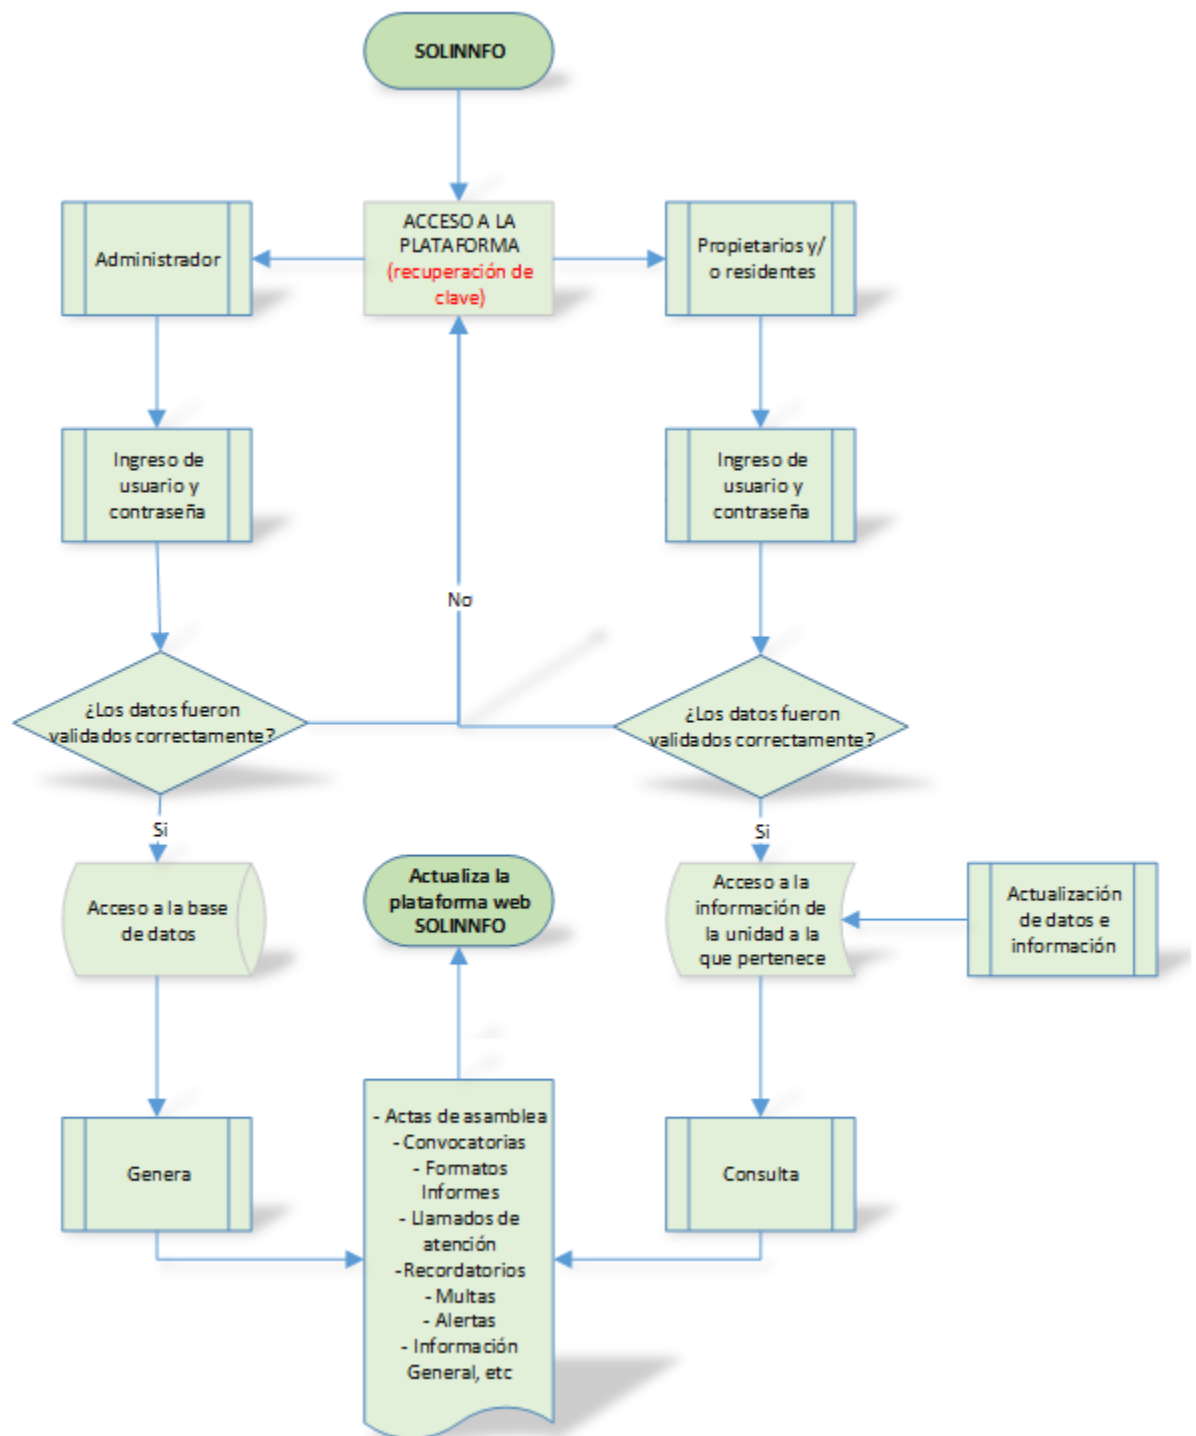 SOLINNFO
ACCESO A LA
PLATAFORMA
(recuperación de
clave)
Administrador
Propietarios y/
o residentes
Ingreso de
usuario y
contraseña
Ingreso de
usuario y
contraseña
No
¿Los datos fueron
validados correctamente?
¿Los datos fueron
validados correctamente?
Si
Si
Acceso a la base
de datos
Actualiza la
plataforma web
SOLINNFO
Acceso a la
información de
la unidad a la
que pertenece
Actualización
de datos e
información
Genera
- Actas de asamblea
- Convocatorias
- Formatos
Informes
- Llamados de
atención
-Recordatorios
- Multas
- Alertas
- Información
General, etc
Consulta